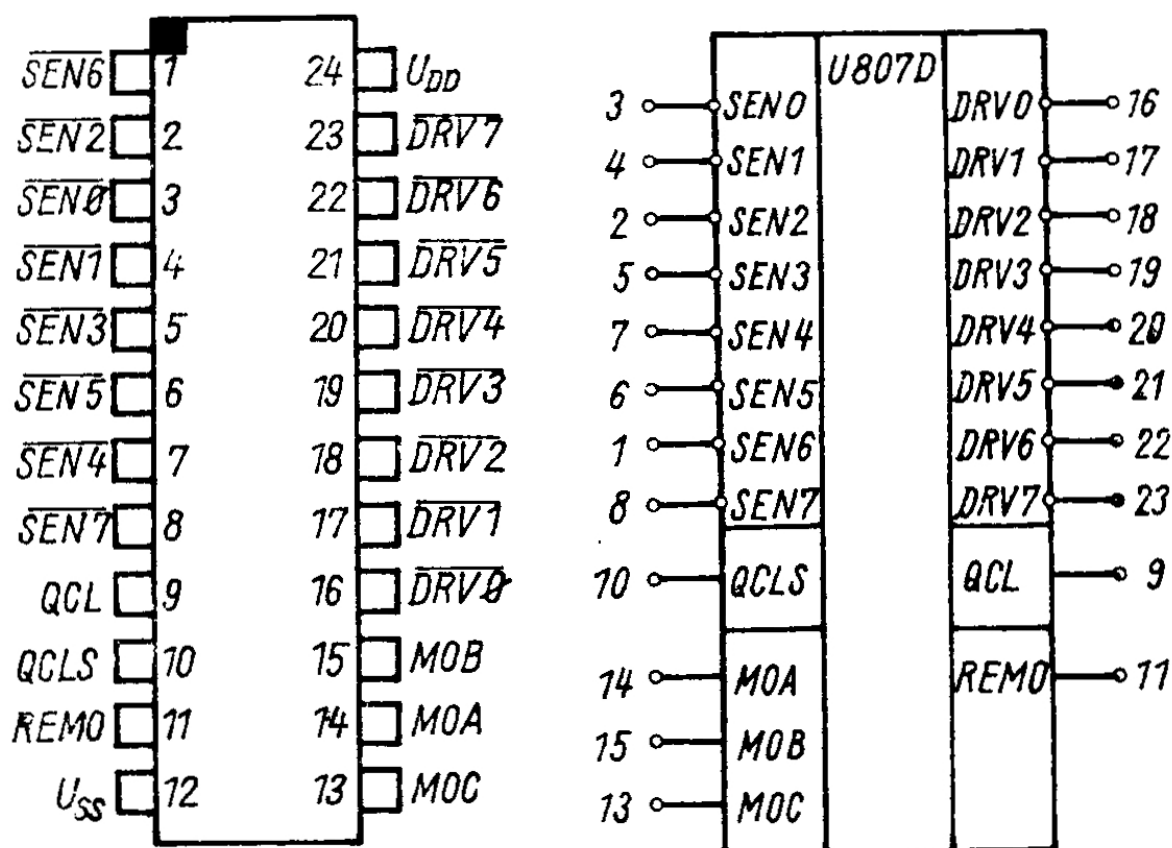 SEN6 1 24 U_DD
SEN2 2 23 DRV7
SEN0 3 22 DRV6
SEN1 4 21 DRV5
SEN3 5 20 DRV4
SEN5 6 19 DRV3
SEN4 7 18 DRV2
SEN7 8 17 DRV1
QCL 9 16 DRV0
QCLS 10 15 MOB
REMO 11 14 MOA
U_SS 12 13 MOC
U807D
3 SEN0 DRV0 16
4 SEN1 DRV1 17
2 SEN2 DRV2 18
5 SEN3 DRV3 19
7 SEN4 DRV4 20
6 SEN5 DRV5 21
1 SEN6 DRV6 22
8 SEN7 DRV7 23
10 QCLS QCL 9
14 MOA REMO 11
15 MOB
13 MOC